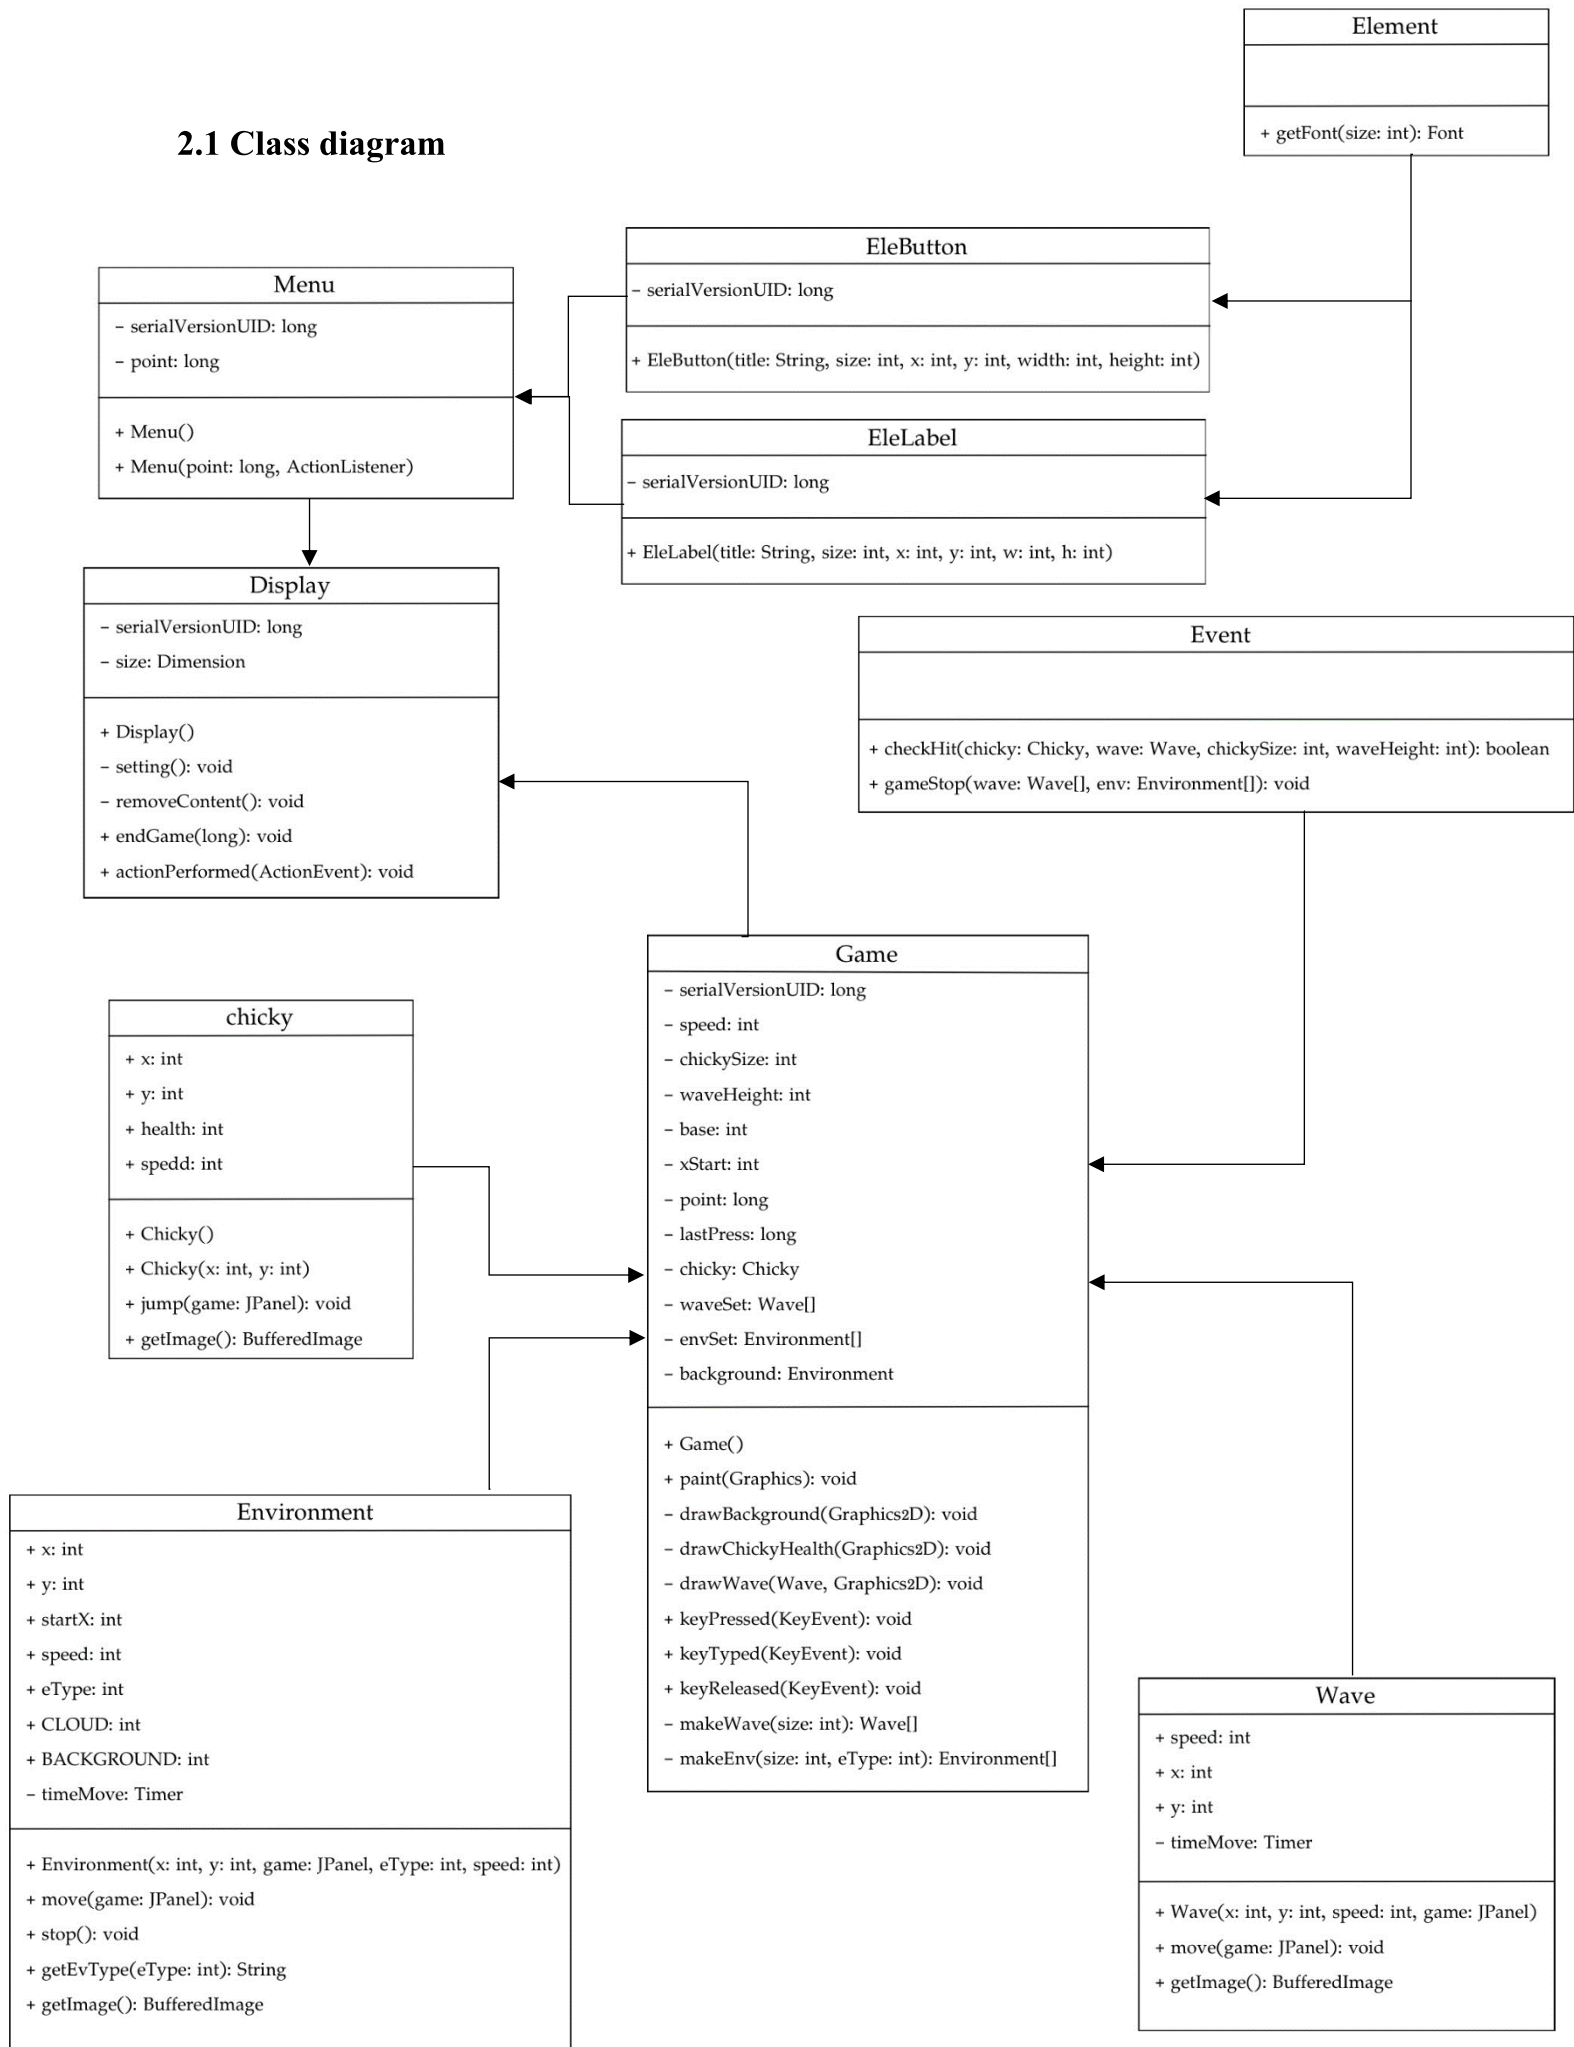 Element
+ getFont(size: int): Font
2.1 Class diagram
EleButton
– serialVersionUID: long
+ EleButton(title: String, size: int, x: int, y: int, width: int, height: int)
Menu
– serialVersionUID: long
– point: long
+ Menu()
+ Menu(point: long, ActionListener)
EleLabel
– serialVersionUID: long
+ EleLabel(title: String, size: int, x: int, y: int, w: int, h: int)
Display
– serialVersionUID: long
– size: Dimension
+ Display()
– setting(): void
– removeContent(): void
+ endGame(long): void
+ actionPerformed(ActionEvent): void
Event
+ checkHit(chicky: Chicky, wave: Wave, chickySize: int, waveHeight: int): boolean
+ gameStop(wave: Wave[], env: Environment[]): void
Game
– serialVersionUID: long
– speed: int
– chickySize: int
– waveHeight: int
– base: int
– xStart: int
– point: long
– lastPress: long
– chicky: Chicky
– waveSet: Wave[]
– envSet: Environment[]
– background: Environment
+ Game()
+ paint(Graphics): void
– drawBackground(Graphics2D): void
– drawChickyHealth(Graphics2D): void
– drawWave(Wave, Graphics2D): void
+ keyPressed(KeyEvent): void
+ keyTyped(KeyEvent): void
+ keyReleased(KeyEvent): void
– makeWave(size: int): Wave[]
– makeEnv(size: int, eType: int): Environment[]
chicky
+ x: int
+ y: int
+ health: int
+ spedd: int
+ Chicky()
+ Chicky(x: int, y: int)
+ jump(game: JPanel): void
+ getImage(): BufferedImage
Environment
+ x: int
+ y: int
+ startX: int
+ speed: int
+ eType: int
+ CLOUD: int
+ BACKGROUND: int
– timeMove: Timer
+ Environment(x: int, y: int, game: JPanel, eType: int, speed: int)
+ move(game: JPanel): void
+ stop(): void
+ getEvType(eType: int): String
+ getImage(): BufferedImage
Wave
+ speed: int
+ x: int
+ y: int
– timeMove: Timer
+ Wave(x: int, y: int, speed: int, game: JPanel)
+ move(game: JPanel): void
+ getImage(): BufferedImage